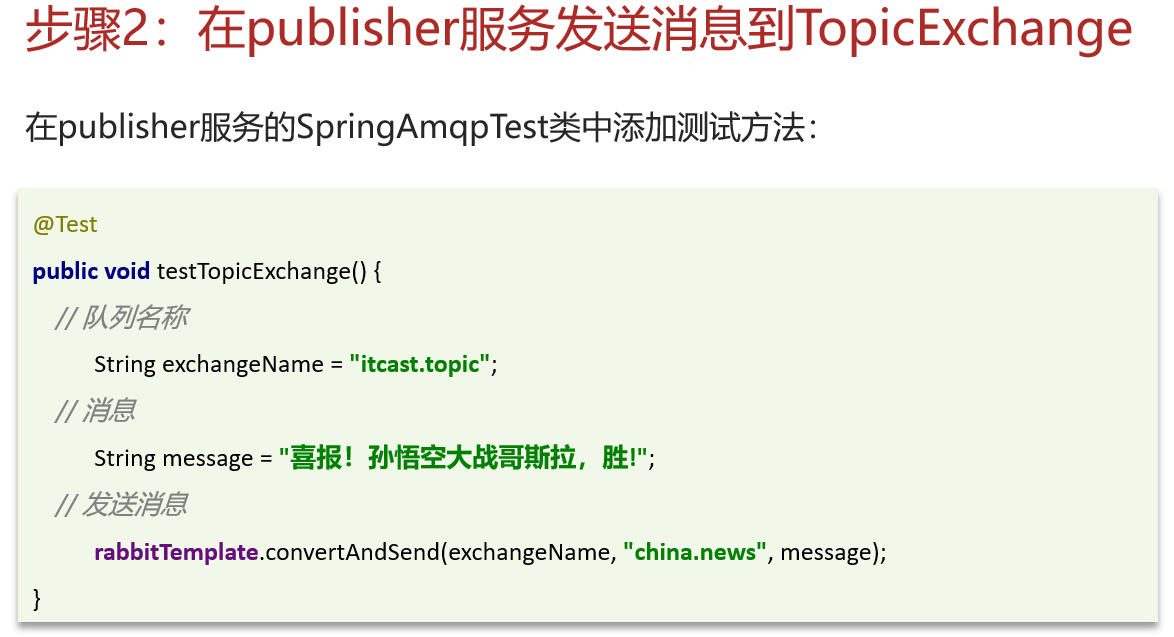 步骤2：在publisher服务发送消息到TopicExchange
在publisher服务的SpringAmqpTest类中添加测试方法：
@Test
public void testTopicExchange() {
// 队列名称
String exchangeName = "itcast.topic";
// 消息
String message = "喜报！孙悟空大战哥斯拉，胜!";
// 发送消息
rabbitTemplate.convertAndSend(exchangeName, "china.news", message);
}